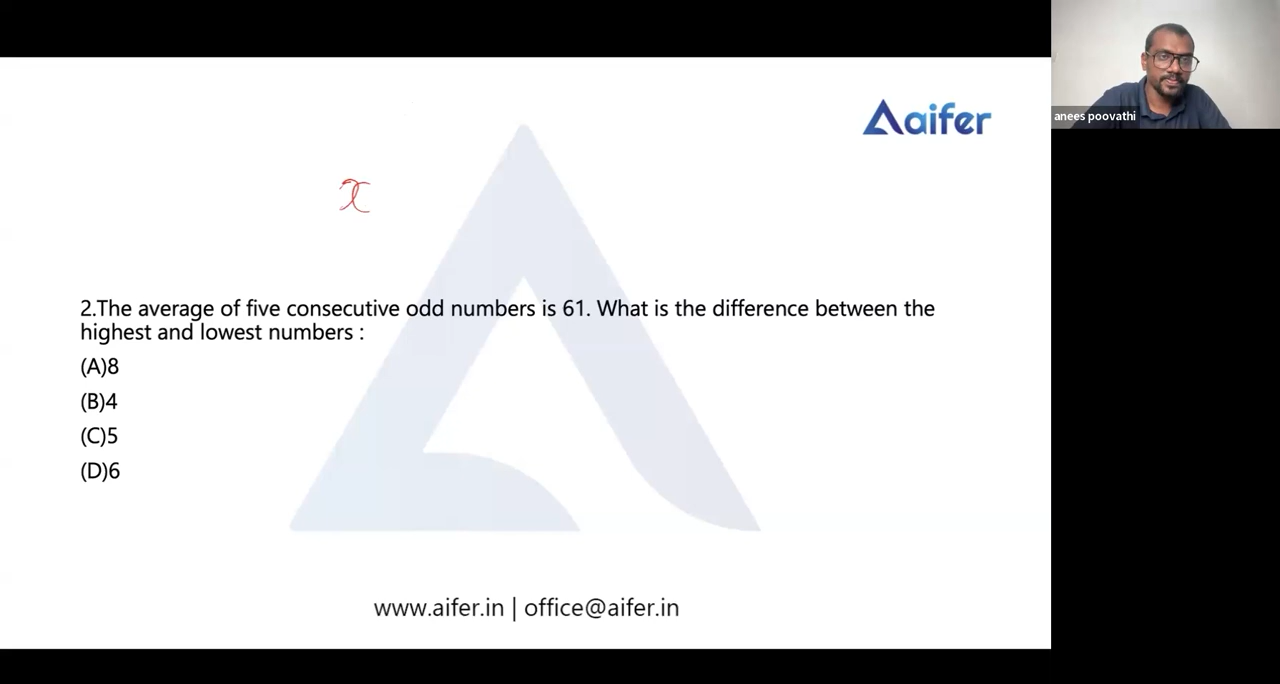 aifer
anees poovathi
x
2.The average of five consecutive odd numbers is 61. What is the difference between the
highest and lowest numbers :
(A)8
(B)4
(C)5
(D)6
www.aifer.in | office@aifer.in